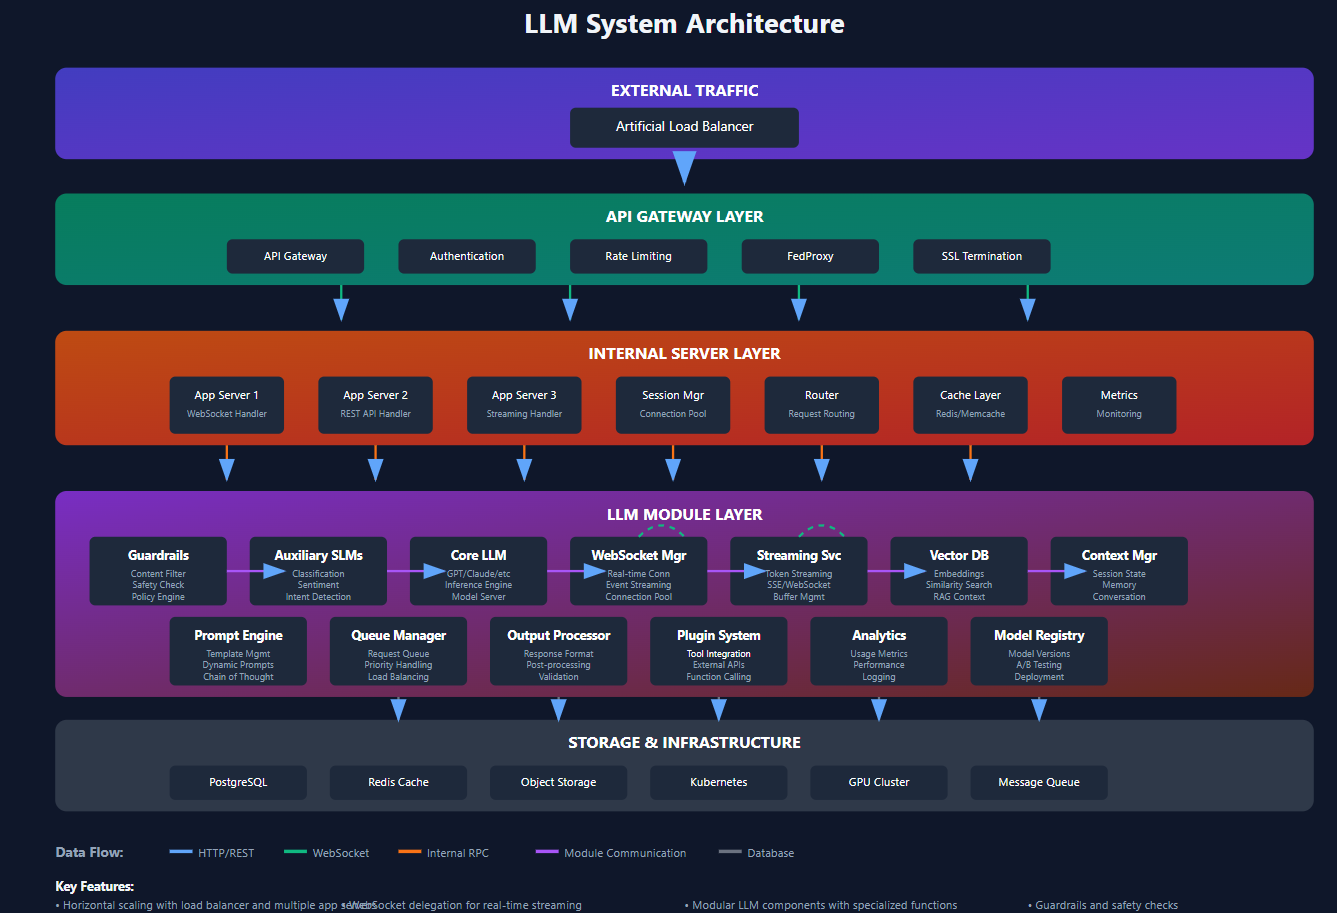 LLM System Architecture
EXTERNAL TRAFFIC
Artificial Load Balancer
API GATEWAY LAYER
API Gateway
Authentication
Rate Limiting
FedProxy
SSL Termination
INTERNAL SERVER LAYER
App Server 1
WebSocket Handler
App Server 2
REST API Handler
App Server 3
Streaming Handler
Session Mgr
Connection Pool
Router
Request Routing
Cache Layer
Redis/Memcache
Metrics
Monitoring
LLM MODULE LAYER
Guardrails
Content Filter
Safety Check
Policy Engine
Auxiliary SLMs
Classification
Sentiment
Intent Detection
Core LLM
GPT/Claude/etc
Inference Engine
Model Server
WebSocket Mgr
Real-time Conn
Event Streaming
Connection Pool
Streaming Svc
Token Streaming
SSE/WebSocket
Buffer Mgmt
Vector DB
Embeddings
Similarity Search
RAG Context
Context Mgr
Session State
Memory
Conversation
Prompt Engine
Template Mgmt
Dynamic Prompts
Chain of Thought
Queue Manager
Request Queue
Priority Handling
Load Balancing
Output Processor
Response Format
Post-processing
Validation
Plugin System
Tool Integration
External APIs
Function Calling
Analytics
Usage Metrics
Performance
Logging
Model Registry
Model Versions
A/B Testing
Deployment
STORAGE & INFRASTRUCTURE
PostgreSQL
Redis Cache
Object Storage
Kubernetes
GPU Cluster
Message Queue
Data Flow:
HTTP/REST
WebSocket
Internal RPC
Module Communication
Database
Key Features:
• Horizontal scaling with load balancer and multiple app servers
• WebSocket delegation for real-time streaming
• Modular LLM components with specialized functions
• Guardrails and safety checks